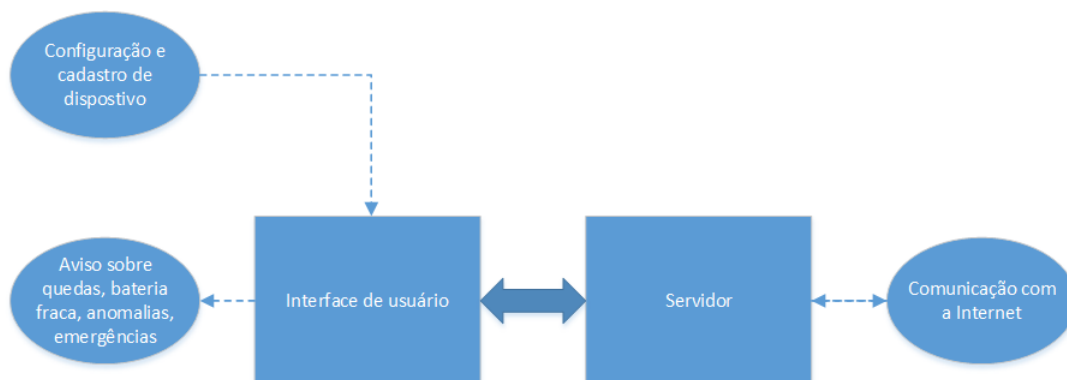 Configuração e
cadastro de
dispostivo
Aviso sobre
quedas, bateria
fraca, anomalias,
emergências
Interface de usuário
Servidor
Comunicação com
a Internet